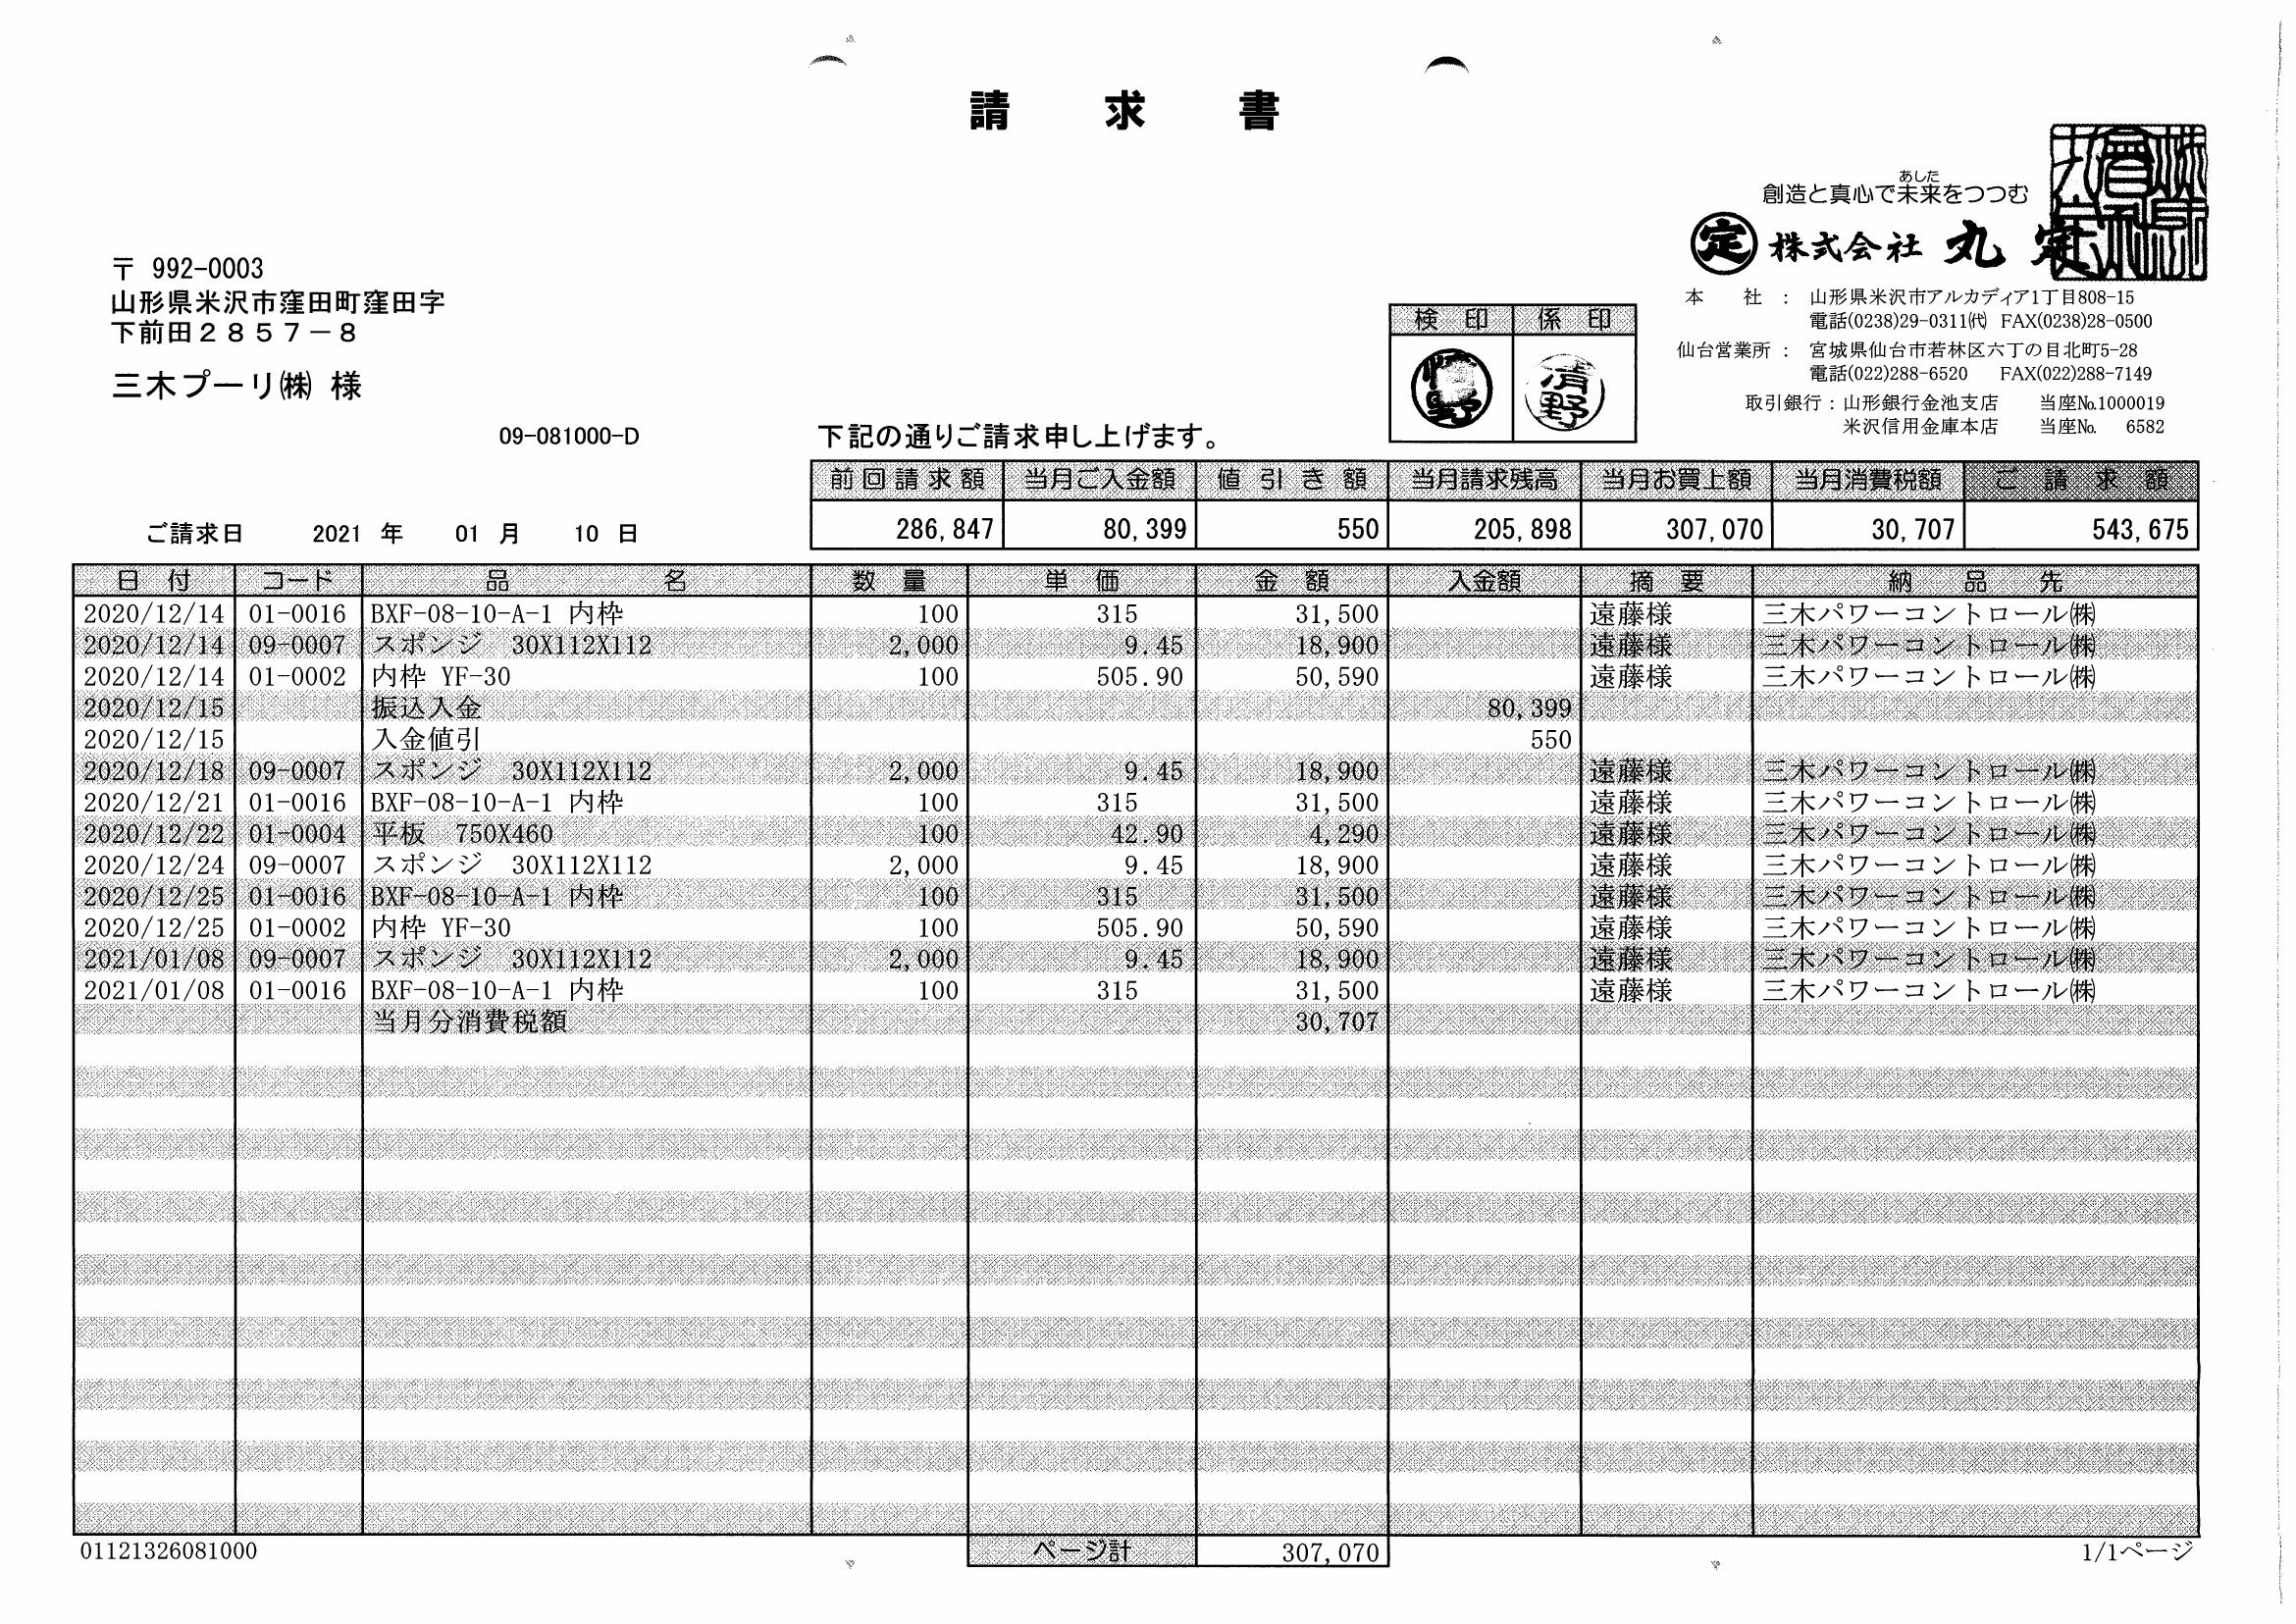 請求書
創造と真心で未来をつつむ
あした
定 株式会社 丸定
〒 992-0003
山形県米沢市窪田町窪田字
下前田２８５７－８
三木プーリ㈱ 様
本社 : 山形県米沢市アルカディア1丁目808-15
電話(0238)29-0311㈹ FAX(0238)28-0500
仙台営業所 : 宮城県仙台市若林区六丁の目北町5-28
電話(022)288-6520 FAX(022)288-7149
取引銀行 : 山形銀行金池支店 当座№1000019
米沢信用金庫本店 当座№ 6582
検印 係印
清野
09-081000-D
下記の通りご請求申し上げます。
ご請求日 2021 年 01 月 10 日
前回請求額 当月ご入金額 値引き額 当月請求残高 当月お買上額 当月消費税額 ご請求額
286,847 80,399 550 205,898 307,070 30,707 543,675
日付 コード 品名 数量 単価 金額 入金額 摘要 納品先
2020/12/14 01-0016 BXF-08-10-A-1 内枠 100 315 31,500 遠藤様 三木パワーコントロール㈱
2020/12/14 09-0007 スポンジ 30X112X112 2,000 9.45 18,900 遠藤様 三木パワーコントロール㈱
2020/12/14 01-0002 内枠 YF-30 100 505.90 50,590 遠藤様 三木パワーコントロール㈱
2020/12/15 振込入金 80,399
2020/12/15 入金値引 550
2020/12/18 09-0007 スポンジ 30X112X112 2,000 9.45 18,900 遠藤様 三木パワーコントロール㈱
2020/12/21 01-0016 BXF-08-10-A-1 内枠 100 315 31,500 遠藤様 三木パワーコントロール㈱
2020/12/22 01-0004 平板 750X460 100 42.90 4,290 遠藤様 三木パワーコントロール㈱
2020/12/24 09-0007 スポンジ 30X112X112 2,000 9.45 18,900 遠藤様 三木パワーコントロール㈱
2020/12/25 01-0016 BXF-08-10-A-1 内枠 100 315 31,500 遠藤様 三木パワーコントロール㈱
2020/12/25 01-0002 内枠 YF-30 100 505.90 50,590 遠藤様 三木パワーコントロール㈱
2021/01/08 09-0007 スポンジ 30X112X112 2,000 9.45 18,900 遠藤様 三木パワーコントロール㈱
2021/01/08 01-0016 BXF-08-10-A-1 内枠 100 315 31,500 遠藤様 三木パワーコントロール㈱
当月分消費税額 30,707
01121326081000
ページ計 307,070
1/1ページ